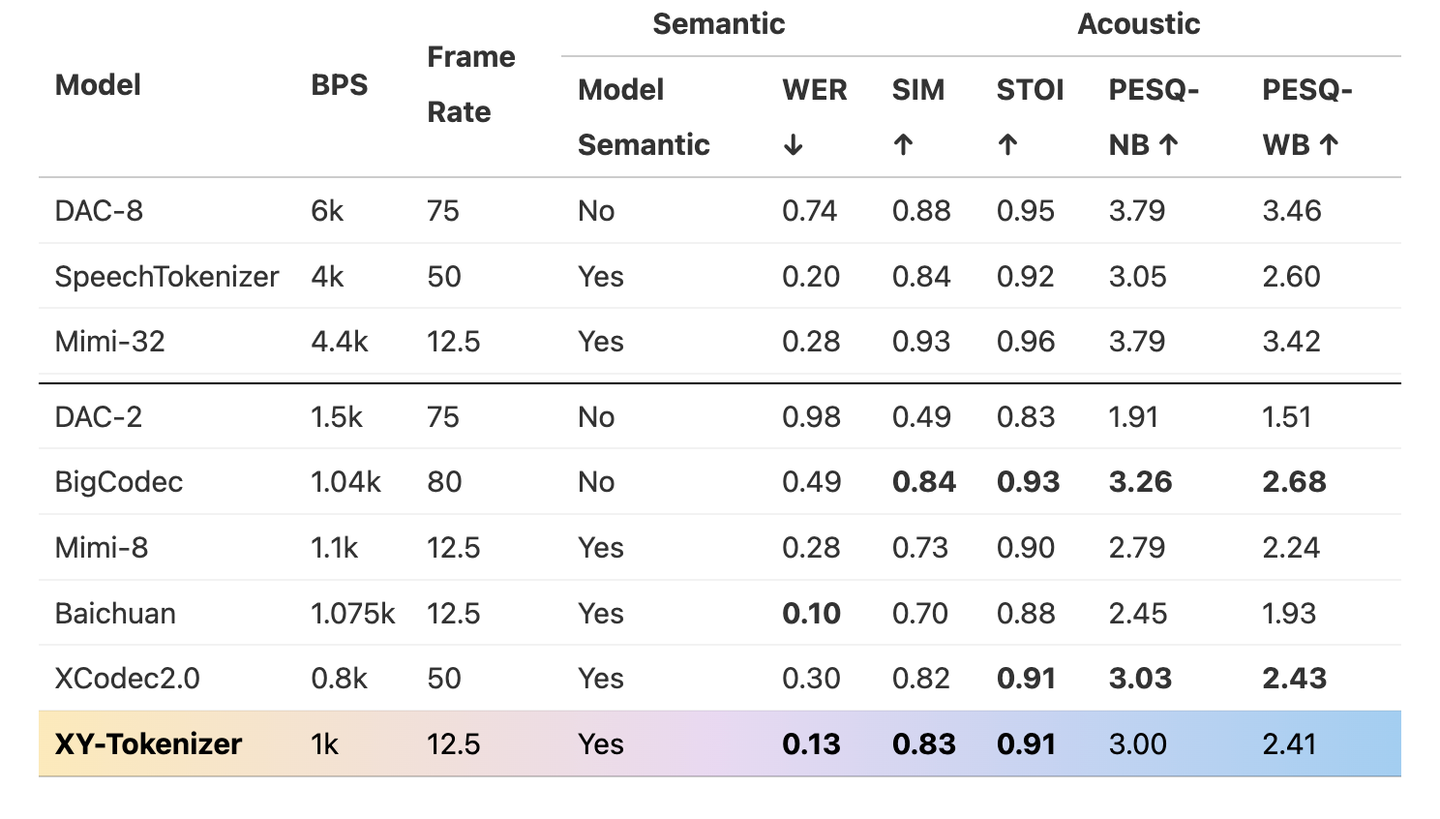 Semantic Acoustic
Model BPS Frame Rate Model Semantic WER ↓ SIM ↑ STOI ↑ PESQ-NB ↑ PESQ-WB ↑
DAC-8 6k 75 No 0.74 0.88 0.95 3.79 3.46
SpeechTokenizer 4k 50 Yes 0.20 0.84 0.92 3.05 2.60
Mimi-32 4.4k 12.5 Yes 0.28 0.93 0.96 3.79 3.42
DAC-2 1.5k 75 No 0.98 0.49 0.83 1.91 1.51
BigCodec 1.04k 80 No 0.49 0.84 0.93 3.26 2.68
Mimi-8 1.1k 12.5 Yes 0.28 0.73 0.90 2.79 2.24
Baichuan 1.075k 12.5 Yes 0.10 0.70 0.88 2.45 1.93
XCodec2.0 0.8k 50 Yes 0.30 0.82 0.91 3.03 2.43
XY-Tokenizer 1k 12.5 Yes 0.13 0.83 0.91 3.00 2.41